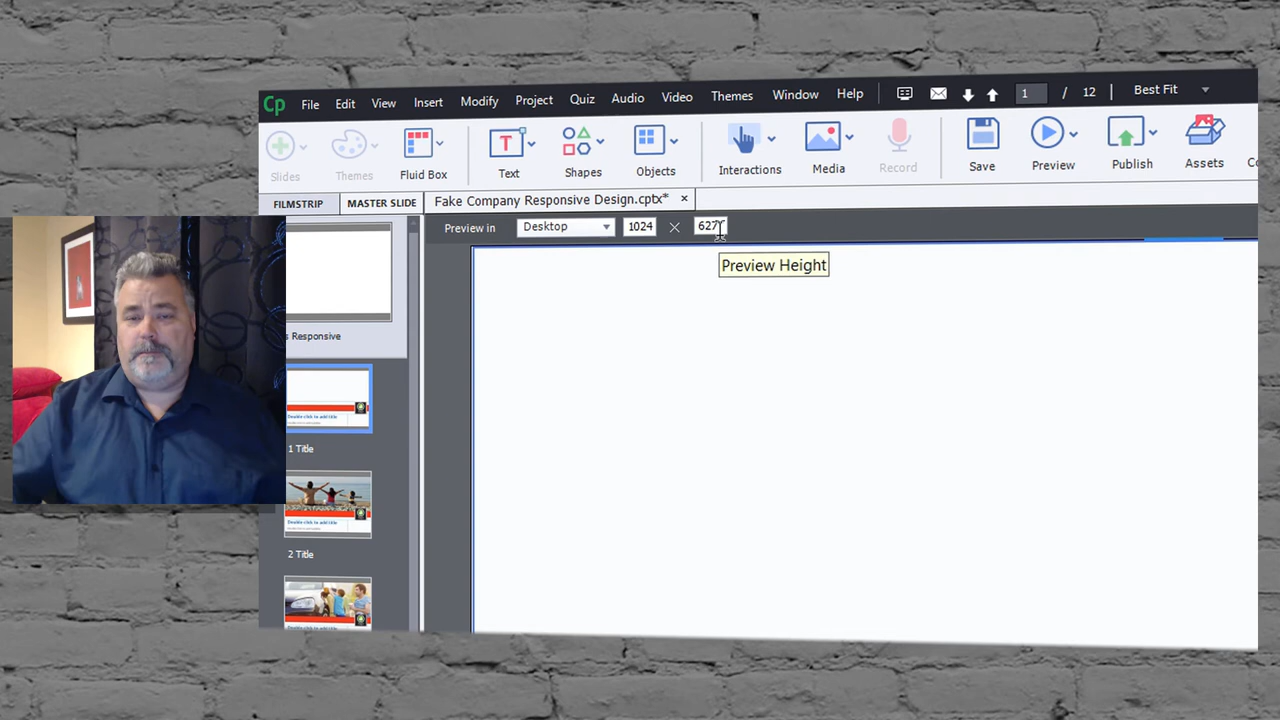 Cp File Edit View Insert Modify Project Quiz Audio Video Themes Window Help 1 / 12 Best Fit
Slides Themes Fluid Box Text Shapes Objects Interactions Media Record Save Preview Publish Assets
FILMSTRIP MASTER SLIDE Fake Company Responsive Design.cptx* ×
Preview in Desktop 1024 627
Preview Height
s Responsive
Double click to add title
1 Title
Double click to add title
2 Title